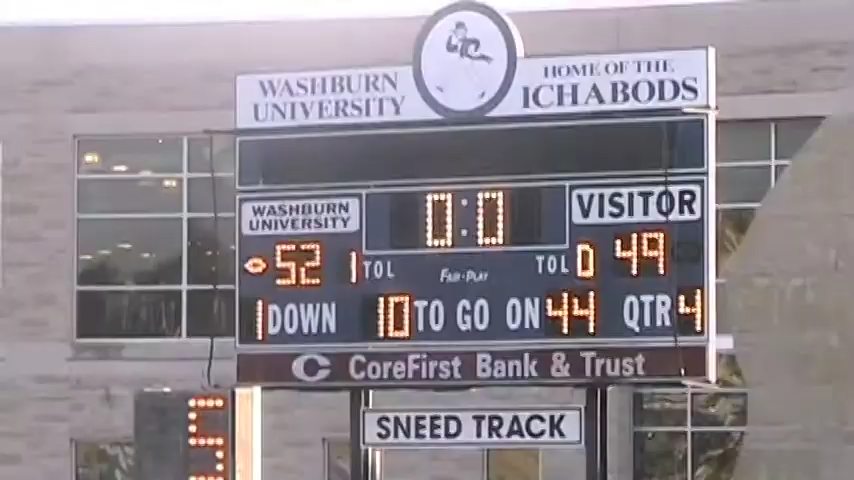 WASHBURN UNIVERSITY
HOME OF THE ICHABODS
WASHBURN UNIVERSITY
0:0
VISITOR
52 1 TOL
FAIR-PLAY
TOL 0 49
1 DOWN 10 TO GO ON 44 QTR 4
C CoreFirst Bank & Trust
SNEED TRACK
5